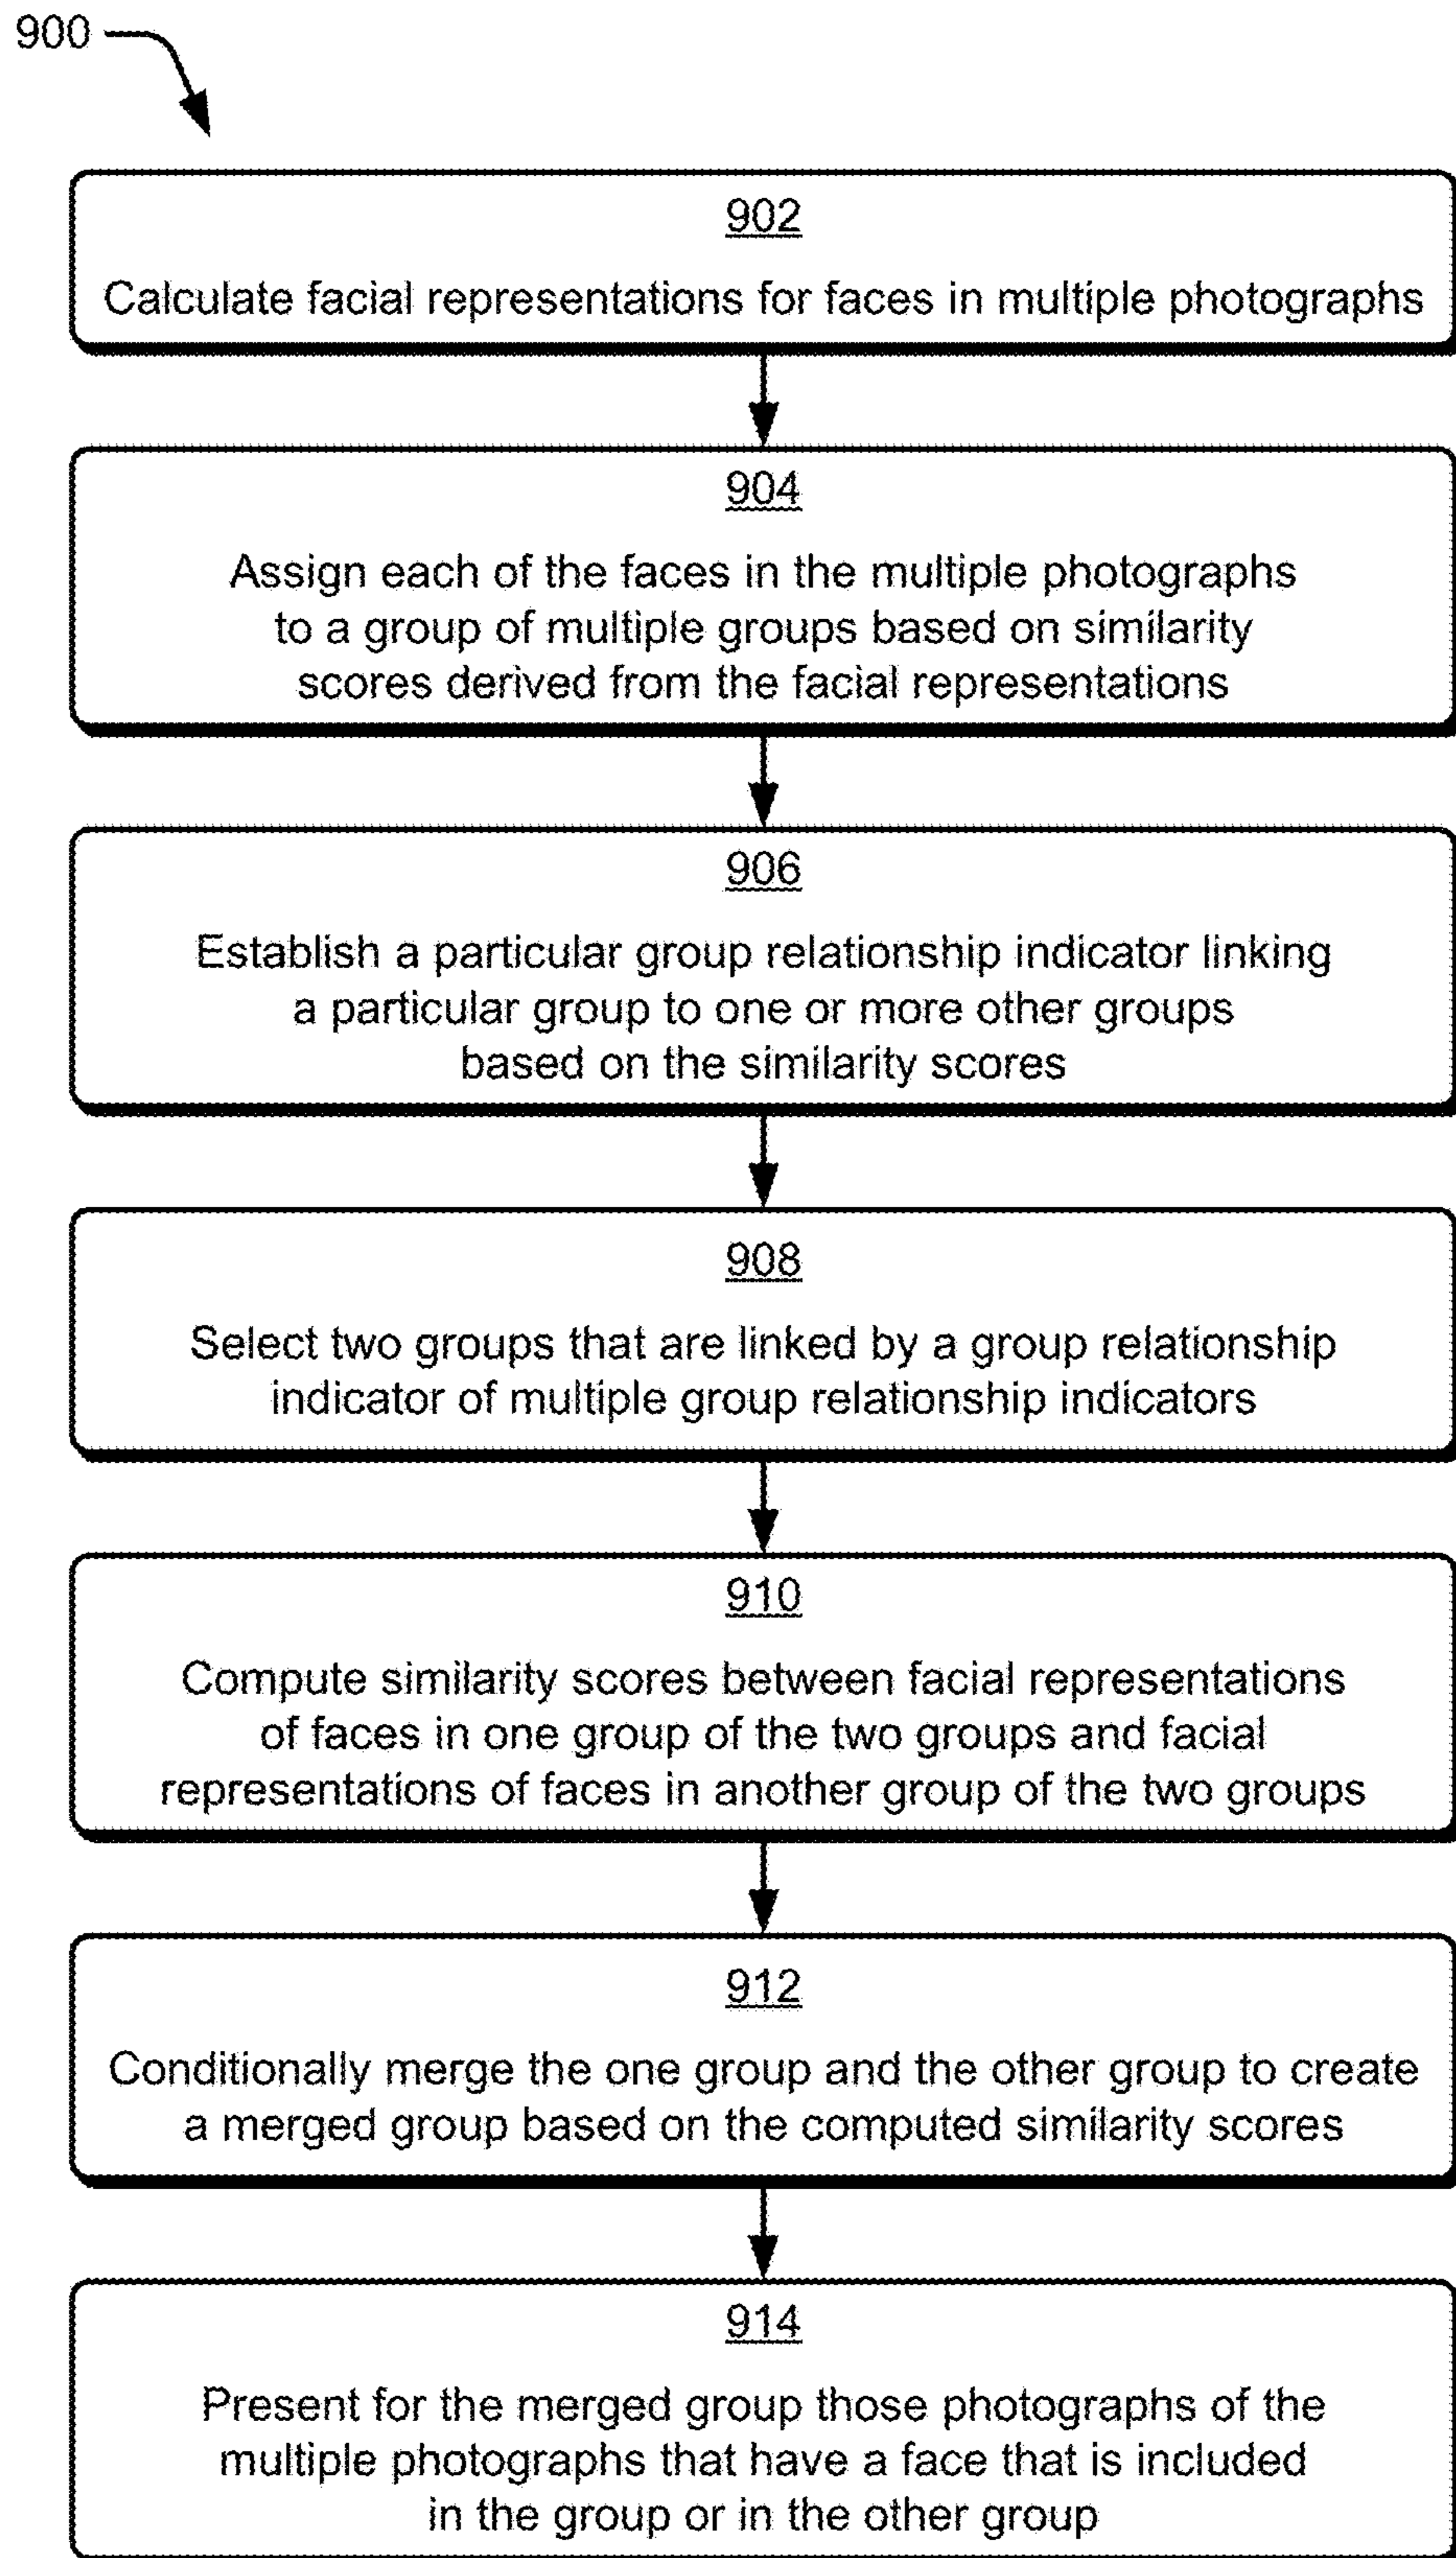 900
902
Calculate facial representations for faces in multiple photographs
904
Assign each of the faces in the multiple photographs
to a group of multiple groups based on similarity
scores derived from the facial representations
906
Establish a particular group relationship indicator linking
a particular group to one or more other groups
based on the similarity scores
908
Select two groups that are linked by a group relationship
indicator of multiple group relationship indicators
910
Compute similarity scores between facial representations
of faces in one group of the two groups and facial
representations of faces in another group of the two groups
912
Conditionally merge the one group and the other group to create
a merged group based on the computed similarity scores
914
Present for the merged group those photographs of the
multiple photographs that have a face that is included
in the group or in the other group